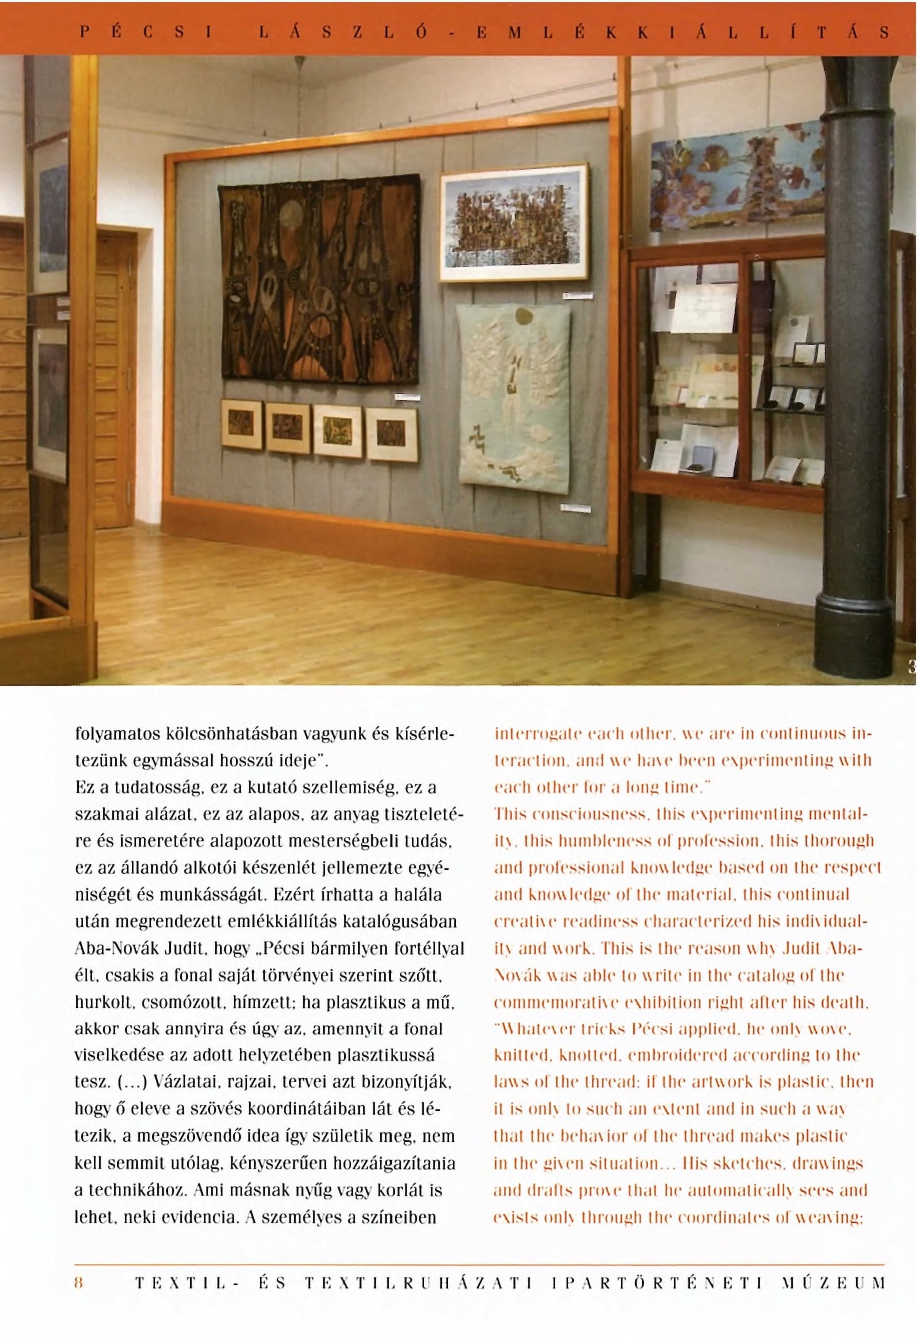 PÉCSI LÁSZLÓ-EMLÉKKIÁLLÍTÁS
3
folyamatos kölcsönhatásban vagyunk és kísérle-
tezünk egymással hosszú ideje".
Ez a tudatosság, ez a kutató szellemiség, ez a
szakmai alázat, ez az alapos, az anyag tiszteleté-
re és ismeretére alapozott mesterségbeli tudás,
ez az állandó alkotói készenlét jellemezte egyé-
niségét és munkásságát. Ezért írhatta a halála
után megrendezett emlékkiállítás katalógusában
Aba-Novák Judit, hogy „Pécsi bármilyen fortéllyal
élt, csakis a fonal saját törvényei szerint szőtt,
hurkolt, csomózott, hímzett; ha plasztikus a mű,
akkor csak annyira és úgy az, amennyit a fonal
viselkedése az adott helyzetében plasztikussá
tesz. (...) Vázlatai, rajzai, tervei azt bizonyítják,
hogy ő eleve a szövés koordinátáiban lát és lé-
tezik, a megszövendő idea így születik meg, nem
kell semmit utólag, kényszerűen hozzáigazítania
a technikához. Ami másnak nyűg vagy korlát is
lehet, neki evidencia. A személyes a színeiben
interrogate each other, we are in continuous in-
teraction, and we have been experimenting with
each other for a long time."
This consciousness, this experimenting mental-
ity, this humbleness of profession, this thorough
and professional knowledge based on the respect
and knowledge of the material, this continual
creative readiness characterized his individual-
ity and work. This is the reason why Judit Aba-
Novák was able to write in the catalog of the
commemorative exhibition right after his death,
"Whatever tricks Pécsi applied, he only wove,
knitted, knotted, embroidered according to the
laws of the thread; if the artwork is plastic, then
it is only to such an extent and in such a way
that the behavior of the thread makes plastic
in the given situation... His sketches, drawings
and drafts prove that he automatically sees and
exists only through the coordinates of weaving;
8 TEXTIL- ÉS TEXTILRUHÁZATI IPARTÖRTÉNETI MÚZEUM